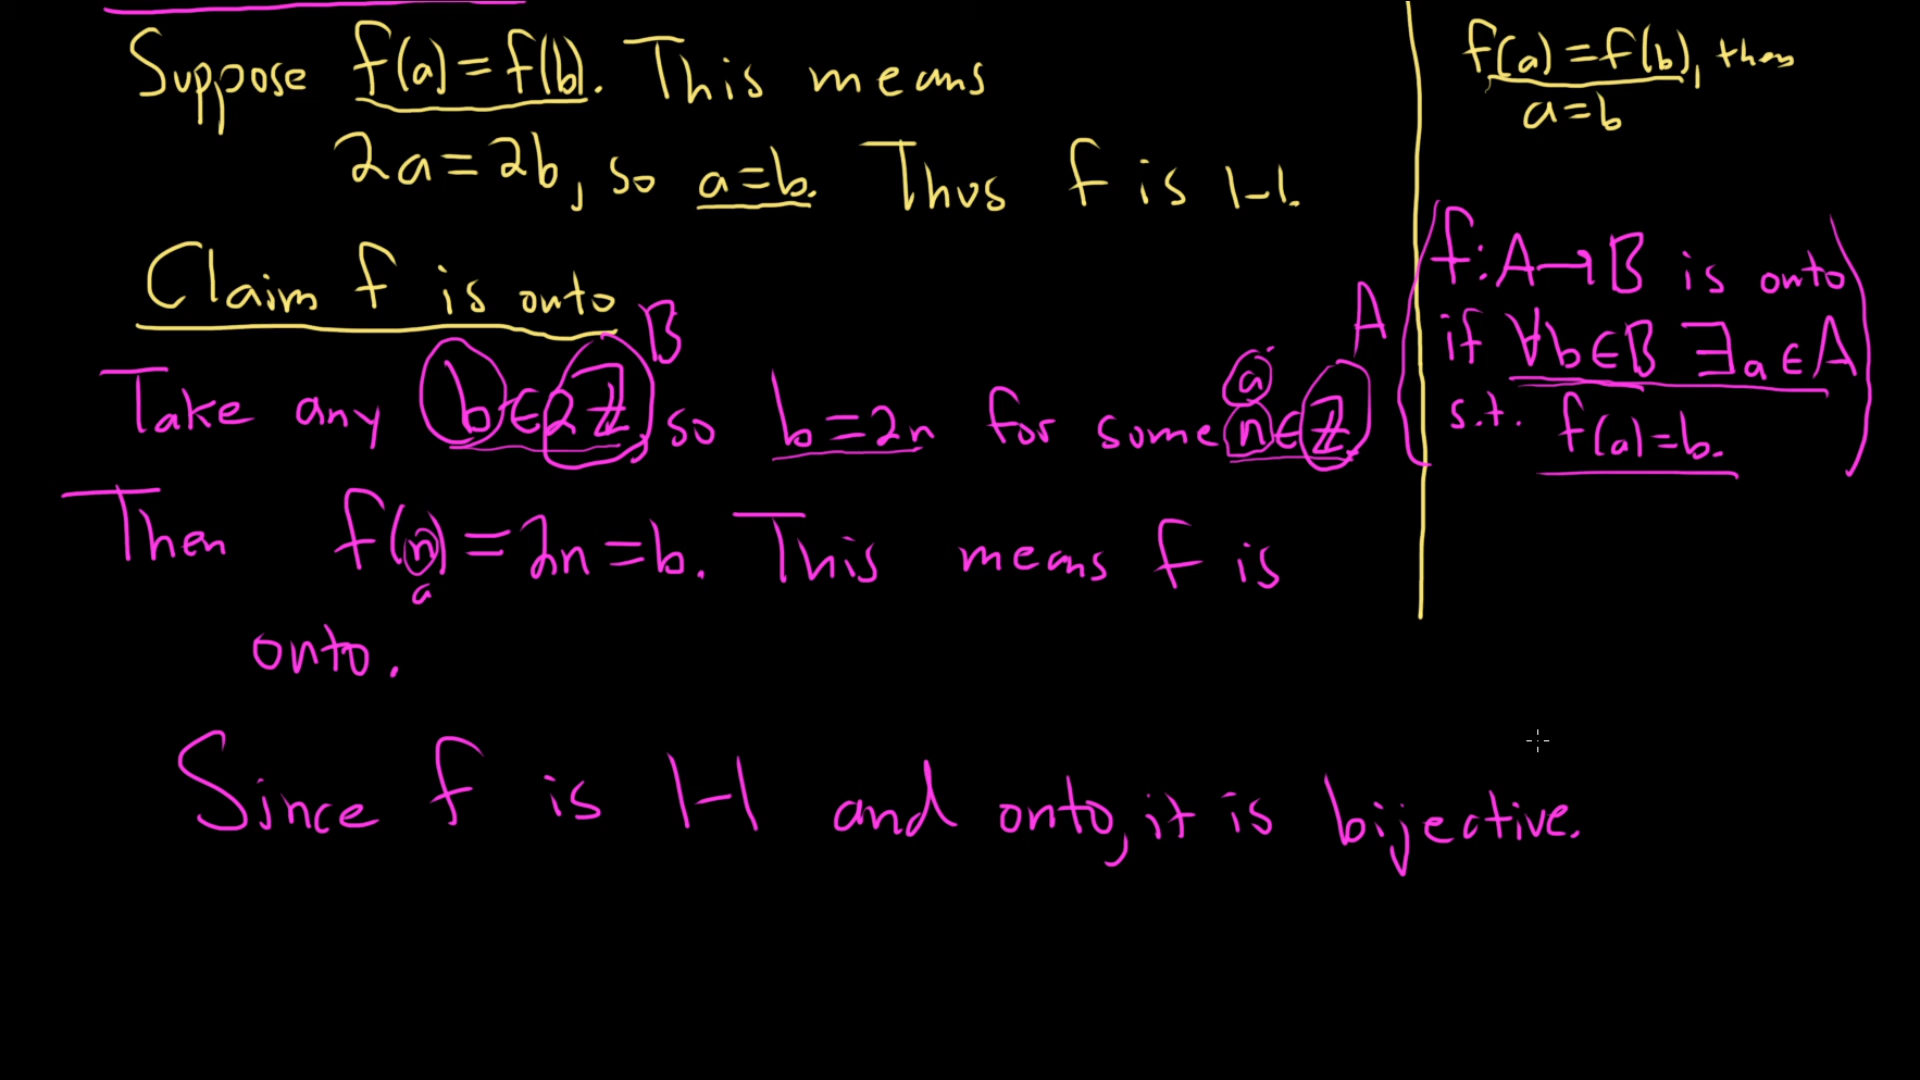 Suppose f(a)=f(b). This means
2a=2b, so a=b. Thus f is 1-1.
Claim f is onto
B
Take any b∈2ℤ, so b=2n for some n∈ℤ
a
A
Then f(n)=2n=b. This means f is
a
onto.
Since f is 1-1 and onto, it is bijective.
f(a)=f(b), then
a=b
f:A→B is onto
if ∀b∈B ∃a∈A
s.t. f(a)=b.